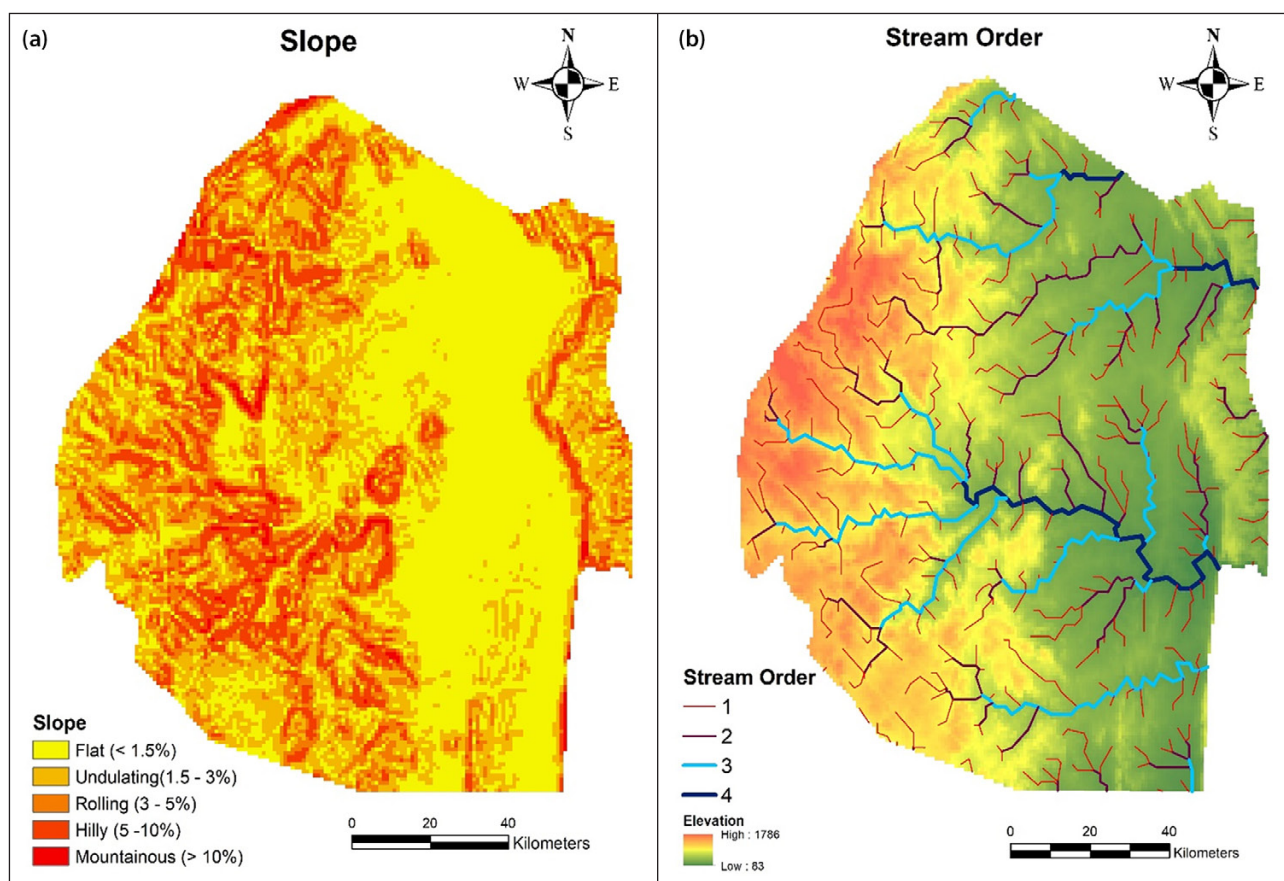 (a)
Slope
N
W E
S
Slope
Flat (< 1.5%)
Undulating(1.5 - 3%)
Rolling (3 - 5%)
Hilly (5 -10%)
Mountainous (> 10%)
0 20 40
Kilometers
(b)
Stream Order
N
W E
S
Stream Order
1
2
3
4
Elevation
High : 1786
Low : 83
0 10 20 40
Kilometers